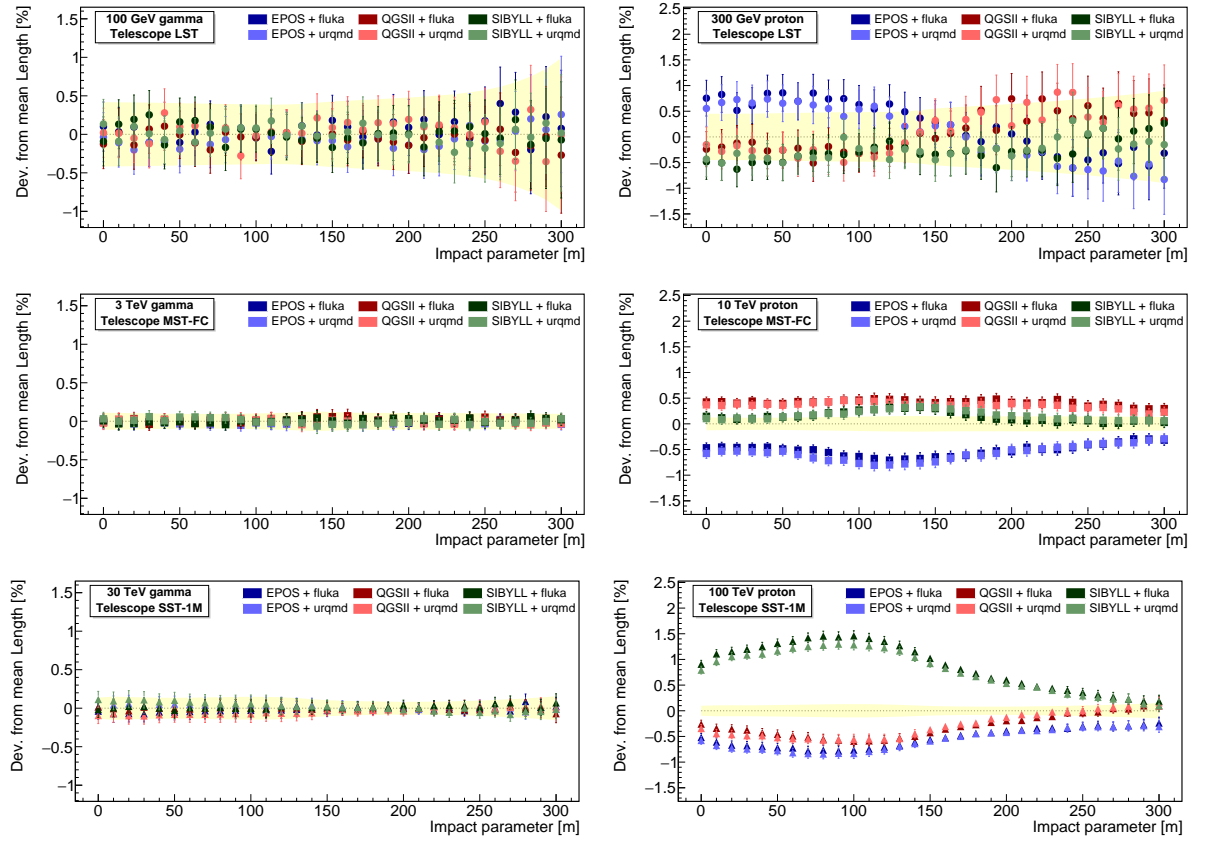 100 GeV gamma
Telescope LST
EPOS + fluka QGSII + fluka SIBYLL + fluka
EPOS + urqmd QGSII + urqmd SIBYLL + urqmd
Dev. from mean Length [%]
1.5
1
0.5
0
−0.5
−1
0 50 100 150 200 250 300
Impact parameter [m]
300 GeV proton
Telescope LST
EPOS + fluka QGSII + fluka SIBYLL + fluka
EPOS + urqmd QGSII + urqmd SIBYLL + urqmd
Dev. from mean Length [%]
2.5
2
1.5
1
0.5
0
−0.5
−1
−1.5
0 50 100 150 200 250 300
Impact parameter [m]
3 TeV gamma
Telescope MST-FC
EPOS + fluka QGSII + fluka SIBYLL + fluka
EPOS + urqmd QGSII + urqmd SIBYLL + urqmd
Dev. from mean Length [%]
1.5
1
0.5
0
−0.5
−1
0 50 100 150 200 250 300
Impact parameter [m]
10 TeV proton
Telescope MST-FC
EPOS + fluka QGSII + fluka SIBYLL + fluka
EPOS + urqmd QGSII + urqmd SIBYLL + urqmd
Dev. from mean Length [%]
2.5
2
1.5
1
0.5
0
−0.5
−1
−1.5
0 50 100 150 200 250 300
Impact parameter [m]
30 TeV gamma
Telescope SST-1M
EPOS + fluka QGSII + fluka SIBYLL + fluka
EPOS + urqmd QGSII + urqmd SIBYLL + urqmd
Dev. from mean Length [%]
1.5
1
0.5
0
−0.5
−1
0 50 100 150 200 250 300
Impact parameter [m]
100 TeV proton
Telescope SST-1M
EPOS + fluka QGSII + fluka SIBYLL + fluka
EPOS + urqmd QGSII + urqmd SIBYLL + urqmd
Dev. from mean Length [%]
2.5
2
1.5
1
0.5
0
−0.5
−1
−1.5
0 50 100 150 200 250 300
Impact parameter [m]